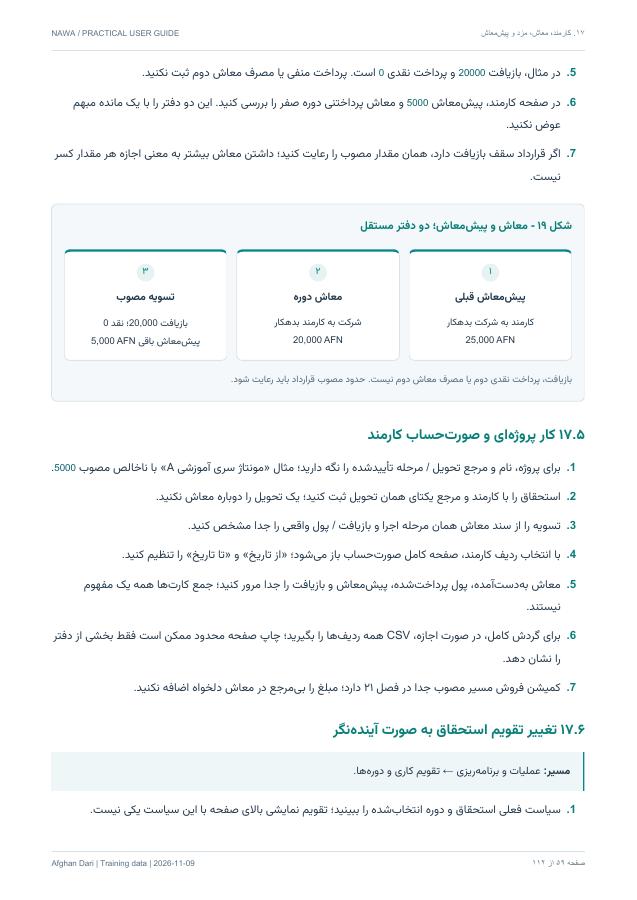 NAWA / PRACTICAL USER GUIDE
۱۷. کارمند، معاش، مزد و پیش‌معاش
5. در مثال، بازیافت 20000 و پرداخت نقدی 0 است. پرداخت منفی یا مصرف معاش دوم ثبت نکنید.
6. در صفحه کارمند، پیش‌معاش 5000 و معاش پرداختنی دوره صفر را بررسی کنید. این دو دفتر را با یک مانده مبهم
عوض نکنید.
7. اگر قرارداد سقف بازیافت دارد، همان مقدار مصوب را رعایت کنید؛ داشتن معاش بیشتر به معنی اجازه هر مقدار کسر
نیست.
شکل ۱۹ - معاش و پیش‌معاش؛ دو دفتر مستقل
۱
پیش‌معاش قبلی
کارمند به شرکت بدهکار
25,000 AFN
۲
معاش دوره
شرکت به کارمند بدهکار
20,000 AFN
۳
تسویه مصوب
بازیافت 20,000؛ نقد 0
پیش‌معاش باقی 5,000 AFN
بازیافت، پرداخت نقدی دوم یا مصرف معاش دوم نیست. حدود مصوب قرارداد باید رعایت شود.
۱۷.۵ کار پروژه‌ای و صورت‌حساب کارمند
1. برای پروژه، نام و مرجع تحویل / مرحله تأییدشده را نگه دارید؛ مثال «مونتاژ سری آموزشی A» با ناخالص مصوب 5000.
2. استحقاق را با کارمند و مرجع یکتای همان تحویل ثبت کنید؛ یک تحویل را دوباره معاش نکنید.
3. تسویه را از سند معاش همان مرحله اجرا و بازیافت / پول واقعی را جدا مشخص کنید.
4. با انتخاب ردیف کارمند، صفحه کامل صورت‌حساب باز می‌شود؛ «از تاریخ» و «تا تاریخ» را تنظیم کنید.
5. معاش به‌دست‌آمده، پول پرداخت‌شده، پیش‌معاش و بازیافت را جدا مرور کنید؛ جمع کارت‌ها همه یک مفهوم
نیستند.
6. برای گردش کامل، در صورت اجازه، CSV همه ردیف‌ها را بگیرید؛ چاپ صفحه محدود ممکن است فقط بخشی از دفتر
را نشان دهد.
7. کمیشن فروش مسیر مصوب جدا در فصل ۲۱ دارد؛ مبلغ را بی‌مرجع در معاش دلخواه اضافه نکنید.
۱۷.۶ تغییر تقویم استحقاق به صورت آینده‌نگر
مسیر: عملیات و برنامه‌ریزی ← تقویم کاری و دوره‌ها.
1. سیاست فعلی استحقاق و دوره انتخاب‌شده را ببینید؛ تقویم نمایشی بالای صفحه با این سیاست یکی نیست.
Afghan Dari | Training data | 2026-11-09
صفحه ۵۹ از ۱۱۲